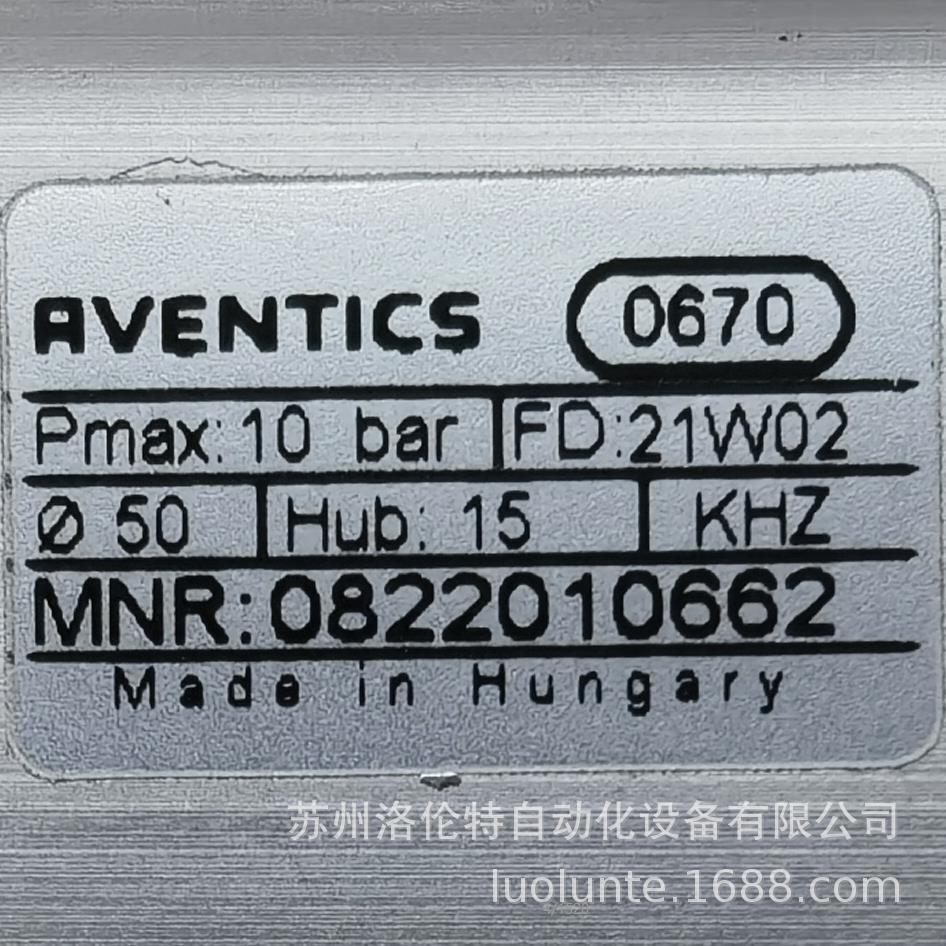 AVENTICS 0670
Pmax: 10 bar FD:21W02
Ø 50 Hub: 15 KHZ
MNR:0822010662
Made in Hungary
苏州洛伦特自动化设备有限公司
luolunte.1688.com